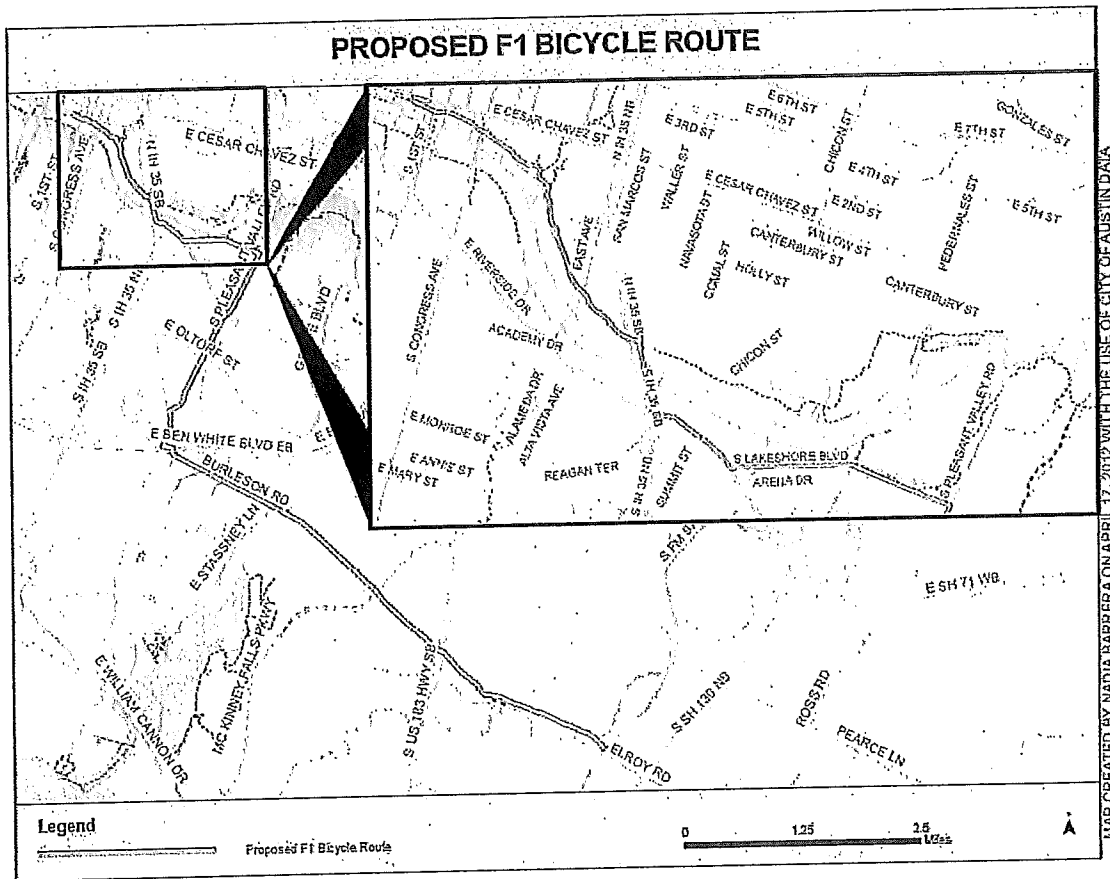 PROPOSED F1 BICYCLE ROUTE
E CESAR CHAVEZ ST
S 1ST ST
S CONGRESS AVE
N IH 35 SB
S PLEASANT VALLEY RD
S IH 35 NB
S IH 35 SB
E OLTORF ST
BLVD
E BEN WHITE BLVD EB
BURLESON RD
E STASSNEY LN
MC KINNEY FALLS PKWY
E WILLIAM CANNON DR
S US 183 HWY SB
ELROY RD
S SH 130 NB
ROSS RD
PEARCE LN
E SH 71 WB
S FM
S 1ST ST
E CESAR CHAVEZ ST
N IH 35 NB
E 3RD ST
E 5TH ST
E 6TH ST
CHICON ST
E 7TH ST
GONZALES ST
SAN MARCOS ST
WALLER ST
E CESAR CHAVEZ ST
E 4TH ST
E 2ND ST
E 5TH ST
PEDERNALES ST
NAVASOTA ST
WILLOW ST
CANTERBURY ST
COMAL ST
HOLLY ST
CANTERBURY ST
EAST AVE
E RIVERSIDE DR
N IH 35 SB
S CONGRESS AVE
ACADEMY DR
CHICON ST
S IH 35 SB
ALAMEDA DR
ALTA VISTA AVE
E MONROE ST
E ANNIE ST
E MARY ST
REAGAN TER
S IH 35 NB
SUMMIT ST
S LAKESHORE BLVD
ARENA DR
S PLEASANT VALLEY RD
Legend
Proposed F1 Bicycle Route
0 1.25 2.5
Miles
MAP CREATED BY NADIA BARRERA ON APRIL 17, 2012 WITH THE USE OF CITY OF AUSTIN DATA